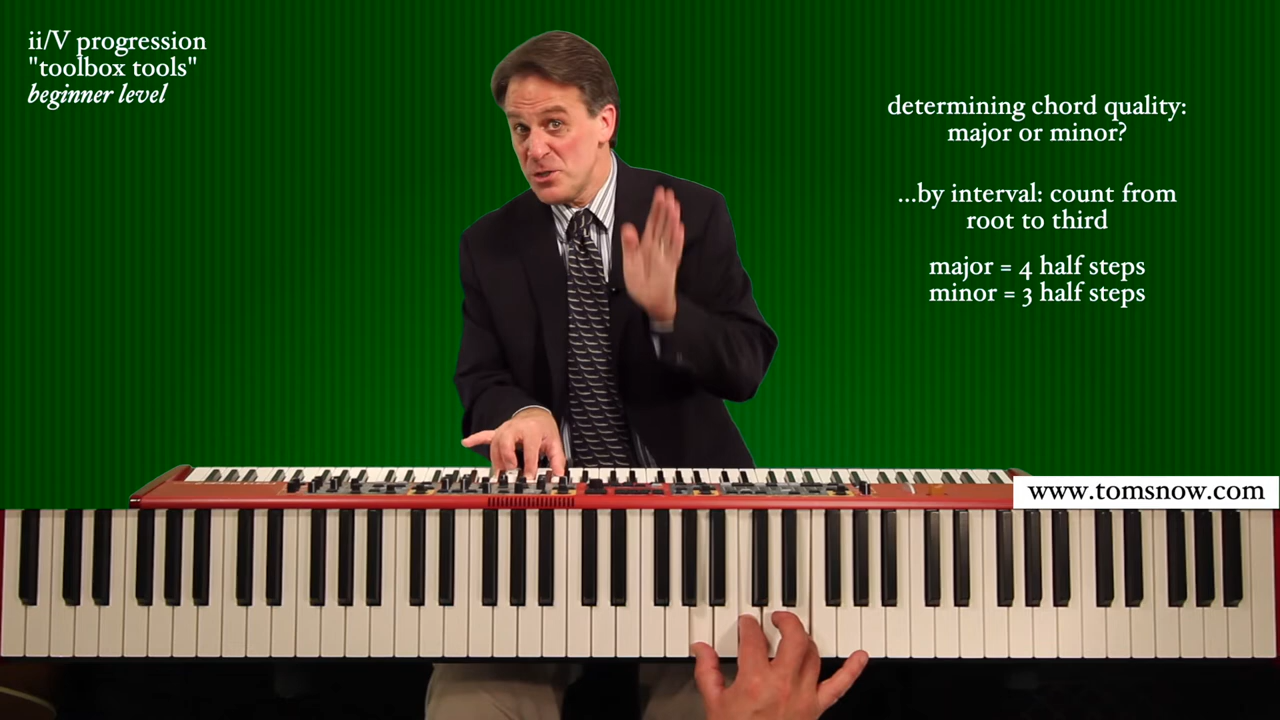 ii/V progression
"toolbox tools"
beginner level
determining chord quality:
major or minor?
...by interval: count from
root to third
major = 4 half steps
minor = 3 half steps
www.tomsnow.com